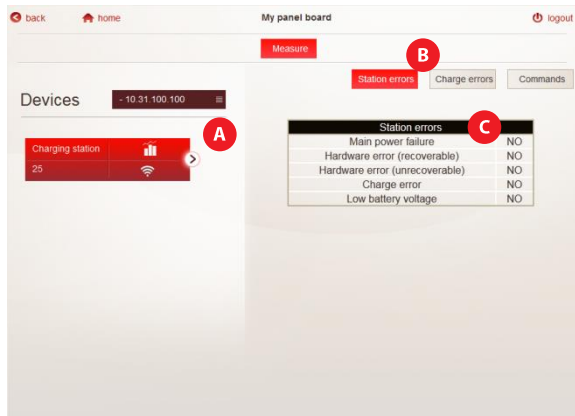 back home My panel board logout
Measure
B
Station errors Charge errors Commands
Devices - 10.31.100.100
A
Charging station
25
Station errors C
Main power failure NO
Hardware error (recoverable) NO
Hardware error (unrecoverable) NO
Charge error NO
Low battery voltage NO